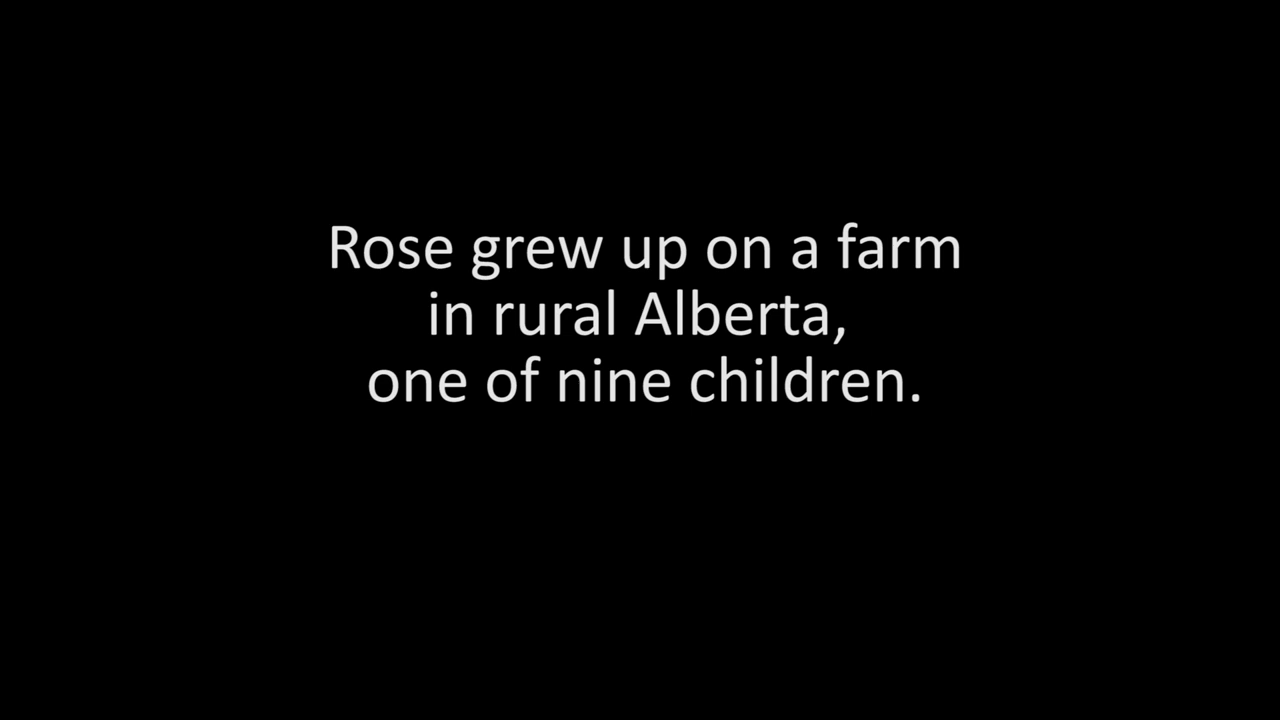 Rose grew up on a farm
in rural Alberta,
one of nine children.